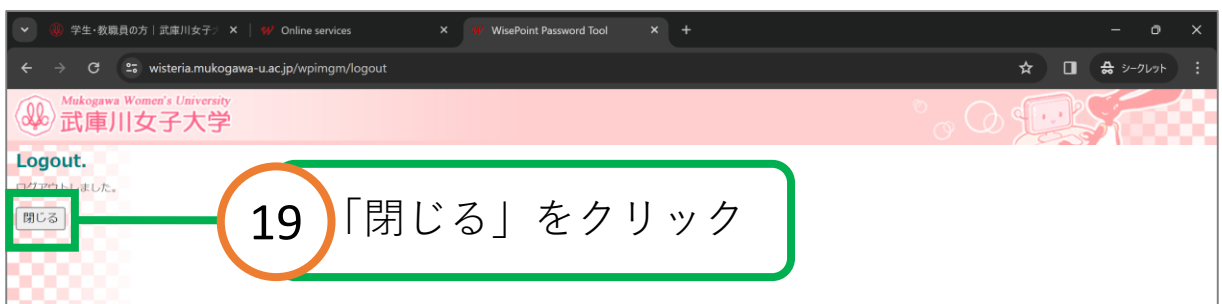 学生・教職員の方｜武庫川女子
Online services
WisePoint Password Tool
wisteria.mukogawa-u.ac.jp/wpimgm/logout
シークレット
Mukogawa Women's University
武庫川女子大学
Logout.
ログアウトしました。
閉じる
19 「閉じる」をクリック